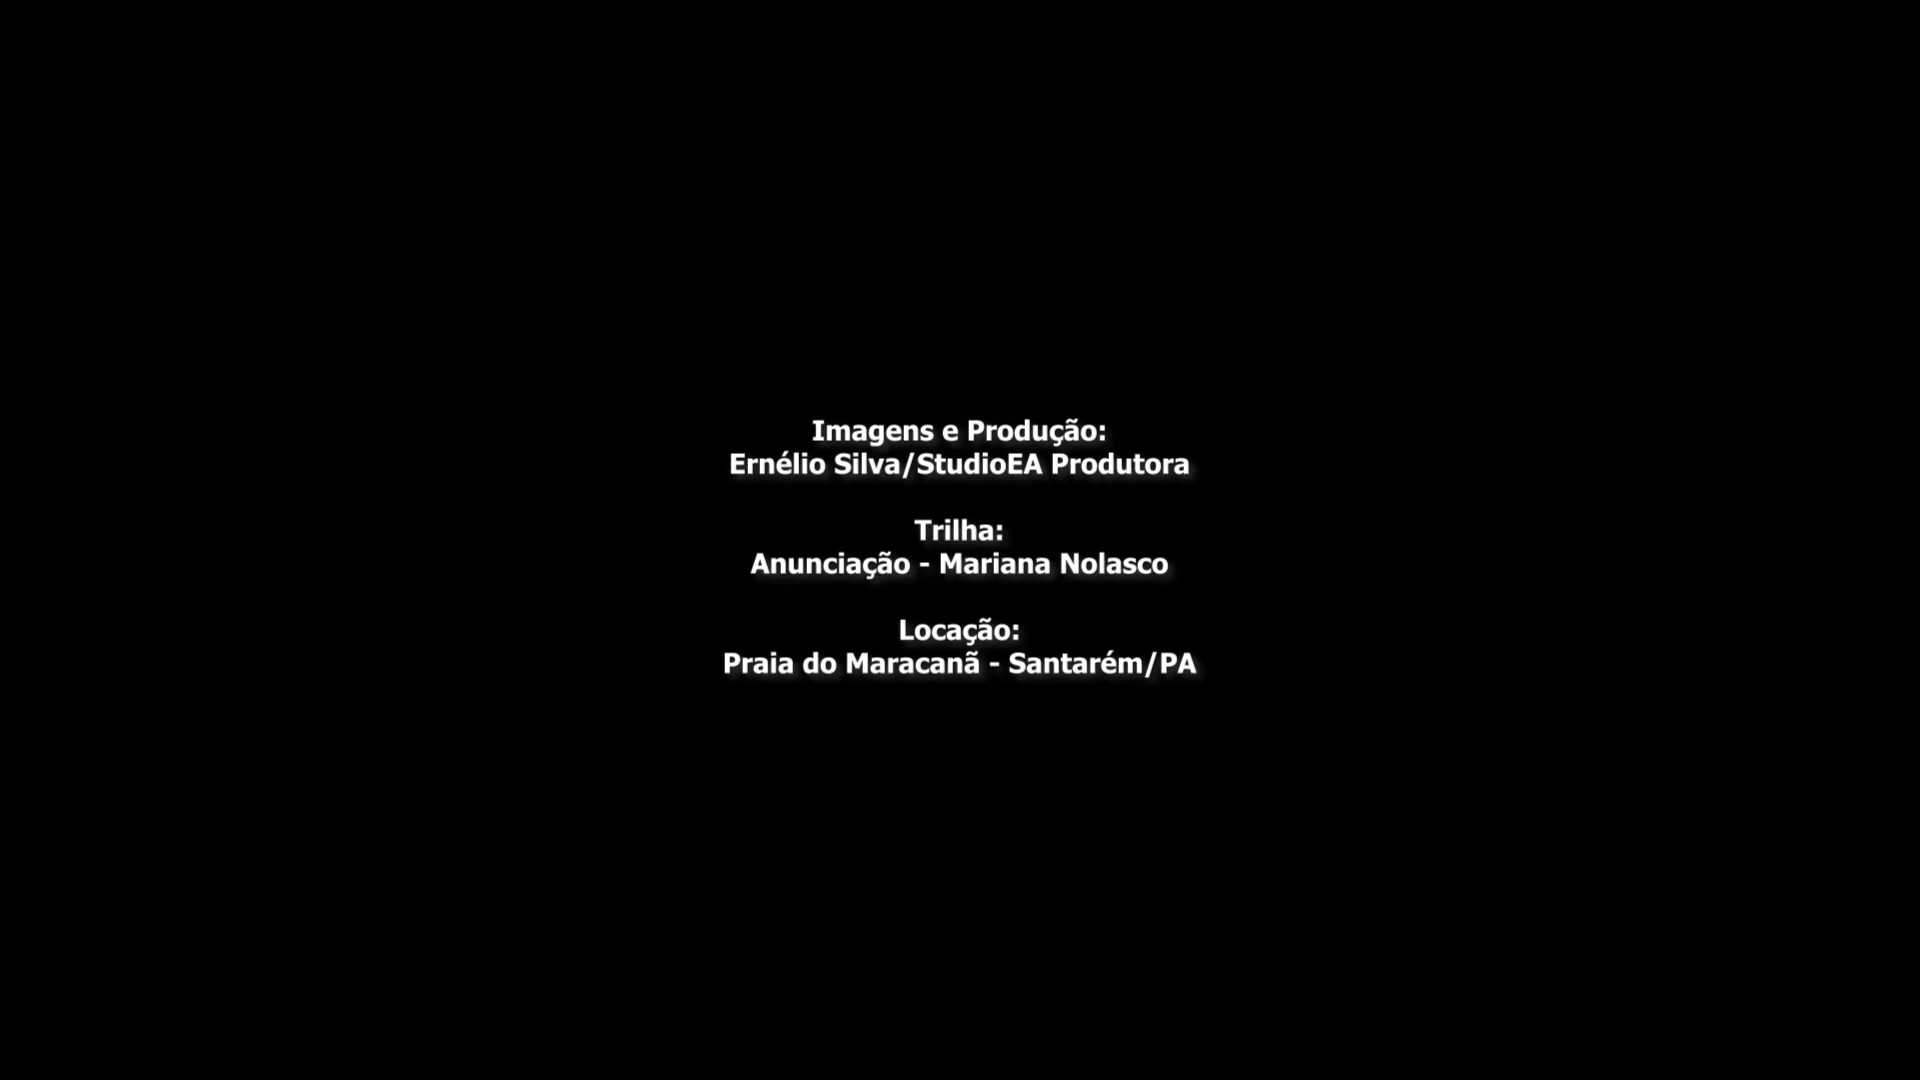 Imagens e Produção:
Ernélio Silva/StudioEA Produtora
Trilha:
Anunciação - Mariana Nolasco
Locação:
Praia do Maracanã - Santarém/PA